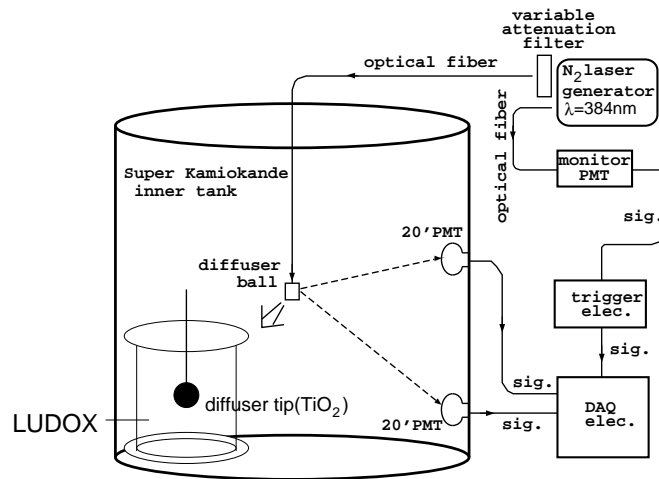 variable
attenuation
filter
optical fiber
N2 laser
generator
λ=384nm
optical fiber
monitor
PMT
Super Kamiokande
inner tank
sig.
20'PMT
diffuser
ball
trigger
elec.
sig.
diffuser tip(TiO2)
LUDOX
20'PMT
sig.
sig.
DAQ
elec.